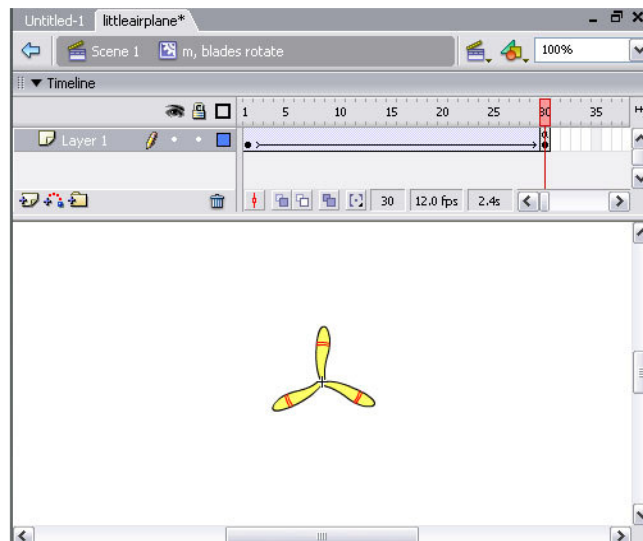 Untitled-1 littleairplane*
Scene 1 m, blades rotate 100%
Timeline
1 5 10 15 20 25 30 35
Layer 1 a
30 12.0 fps 2.4s